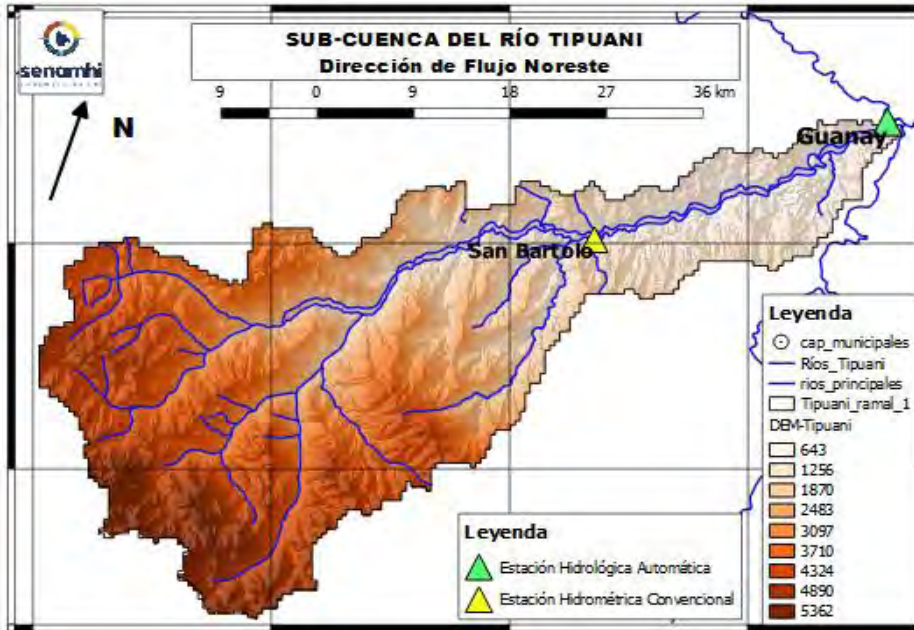 senamhi
SUB-CUENCA DEL RÍO TIPUANI
Dirección de Flujo Noreste
9 0 9 18 27 36 km
N
Guanay
San Bartolo
Leyenda
cap_municipales
Ríos_Tipuani
rios_principales
Tipuani_ramal_1
DEM-Tipuani
643
1256
1870
2483
3097
3710
4324
4890
5362
Leyenda
Estación Hidrológica Automática
Estación Hidrométrica Convencional